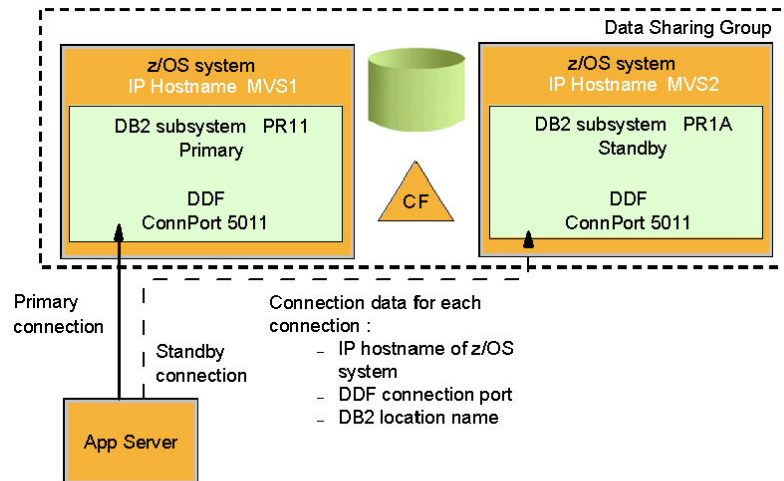 Data Sharing Group
z/OS system
IP Hostname MVS1
DB2 subsystem PR11
Primary
DDF
ConnPort 5011
CF
z/OS system
IP Hostname MVS2
DB2 subsystem PR1A
Standby
DDF
ConnPort 5011
Primary
connection
Standby
connection
Connection data for each
connection :
– IP hostname of z/OS
system
– DDF connection port
– DB2 location name
App Server